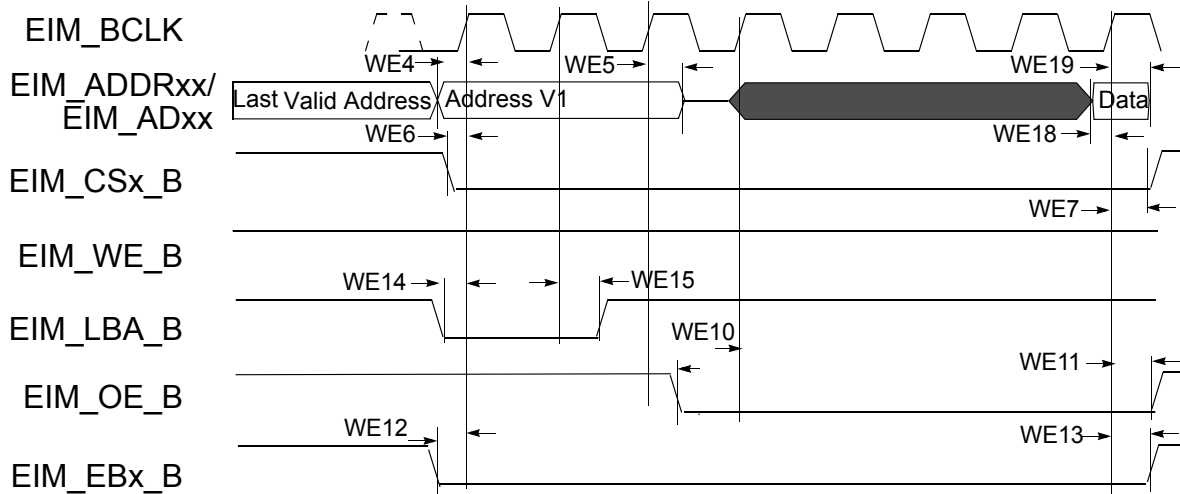 EIM_BCLK
WE4
WE5
WE19
EIM_ADDRxx/
EIM_ADxx
Last Valid Address
Address V1
Data
WE6
WE18
EIM_CSx_B
WE7
EIM_WE_B
WE14
WE15
EIM_LBA_B
WE10
WE11
EIM_OE_B
WE12
WE13
EIM_EBx_B